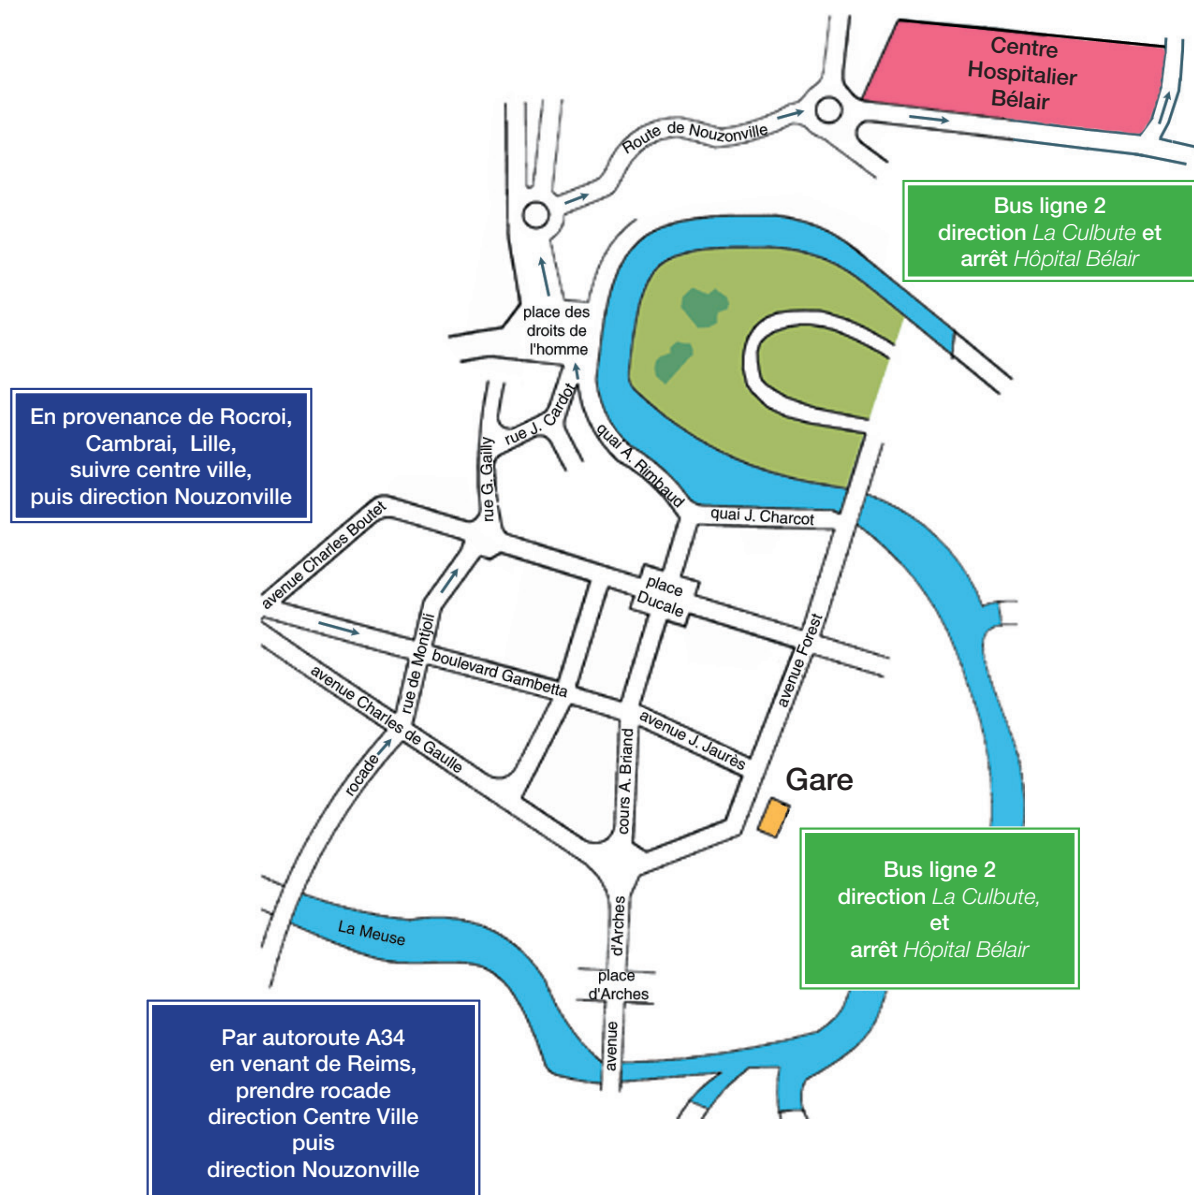 Centre
Hospitalier
Bélair
Route de Nouzonville
Bus ligne 2
direction La Culbute et
arrêt Hôpital Bélair
place des
droits de
l'homme
En provenance de Rocroi,
Cambrai, Lille,
suivre centre ville,
puis direction Nouzonville
rue J. Cardot
rue G. Gailly
quai A. Rimbaud
quai J. Charcot
avenue Charles Boutet
place
Ducale
rue de Montjoli
boulevard Gambetta
avenue Forest
avenue Charles de Gaulle
avenue J. Jaurès
rocade
cours A. Briand
Gare
Bus ligne 2
direction La Culbute,
et
arrêt Hôpital Bélair
La Meuse
d'Arches
place
d'Arches
avenue
Par autoroute A34
en venant de Reims,
prendre rocade
direction Centre Ville
puis
direction Nouzonville